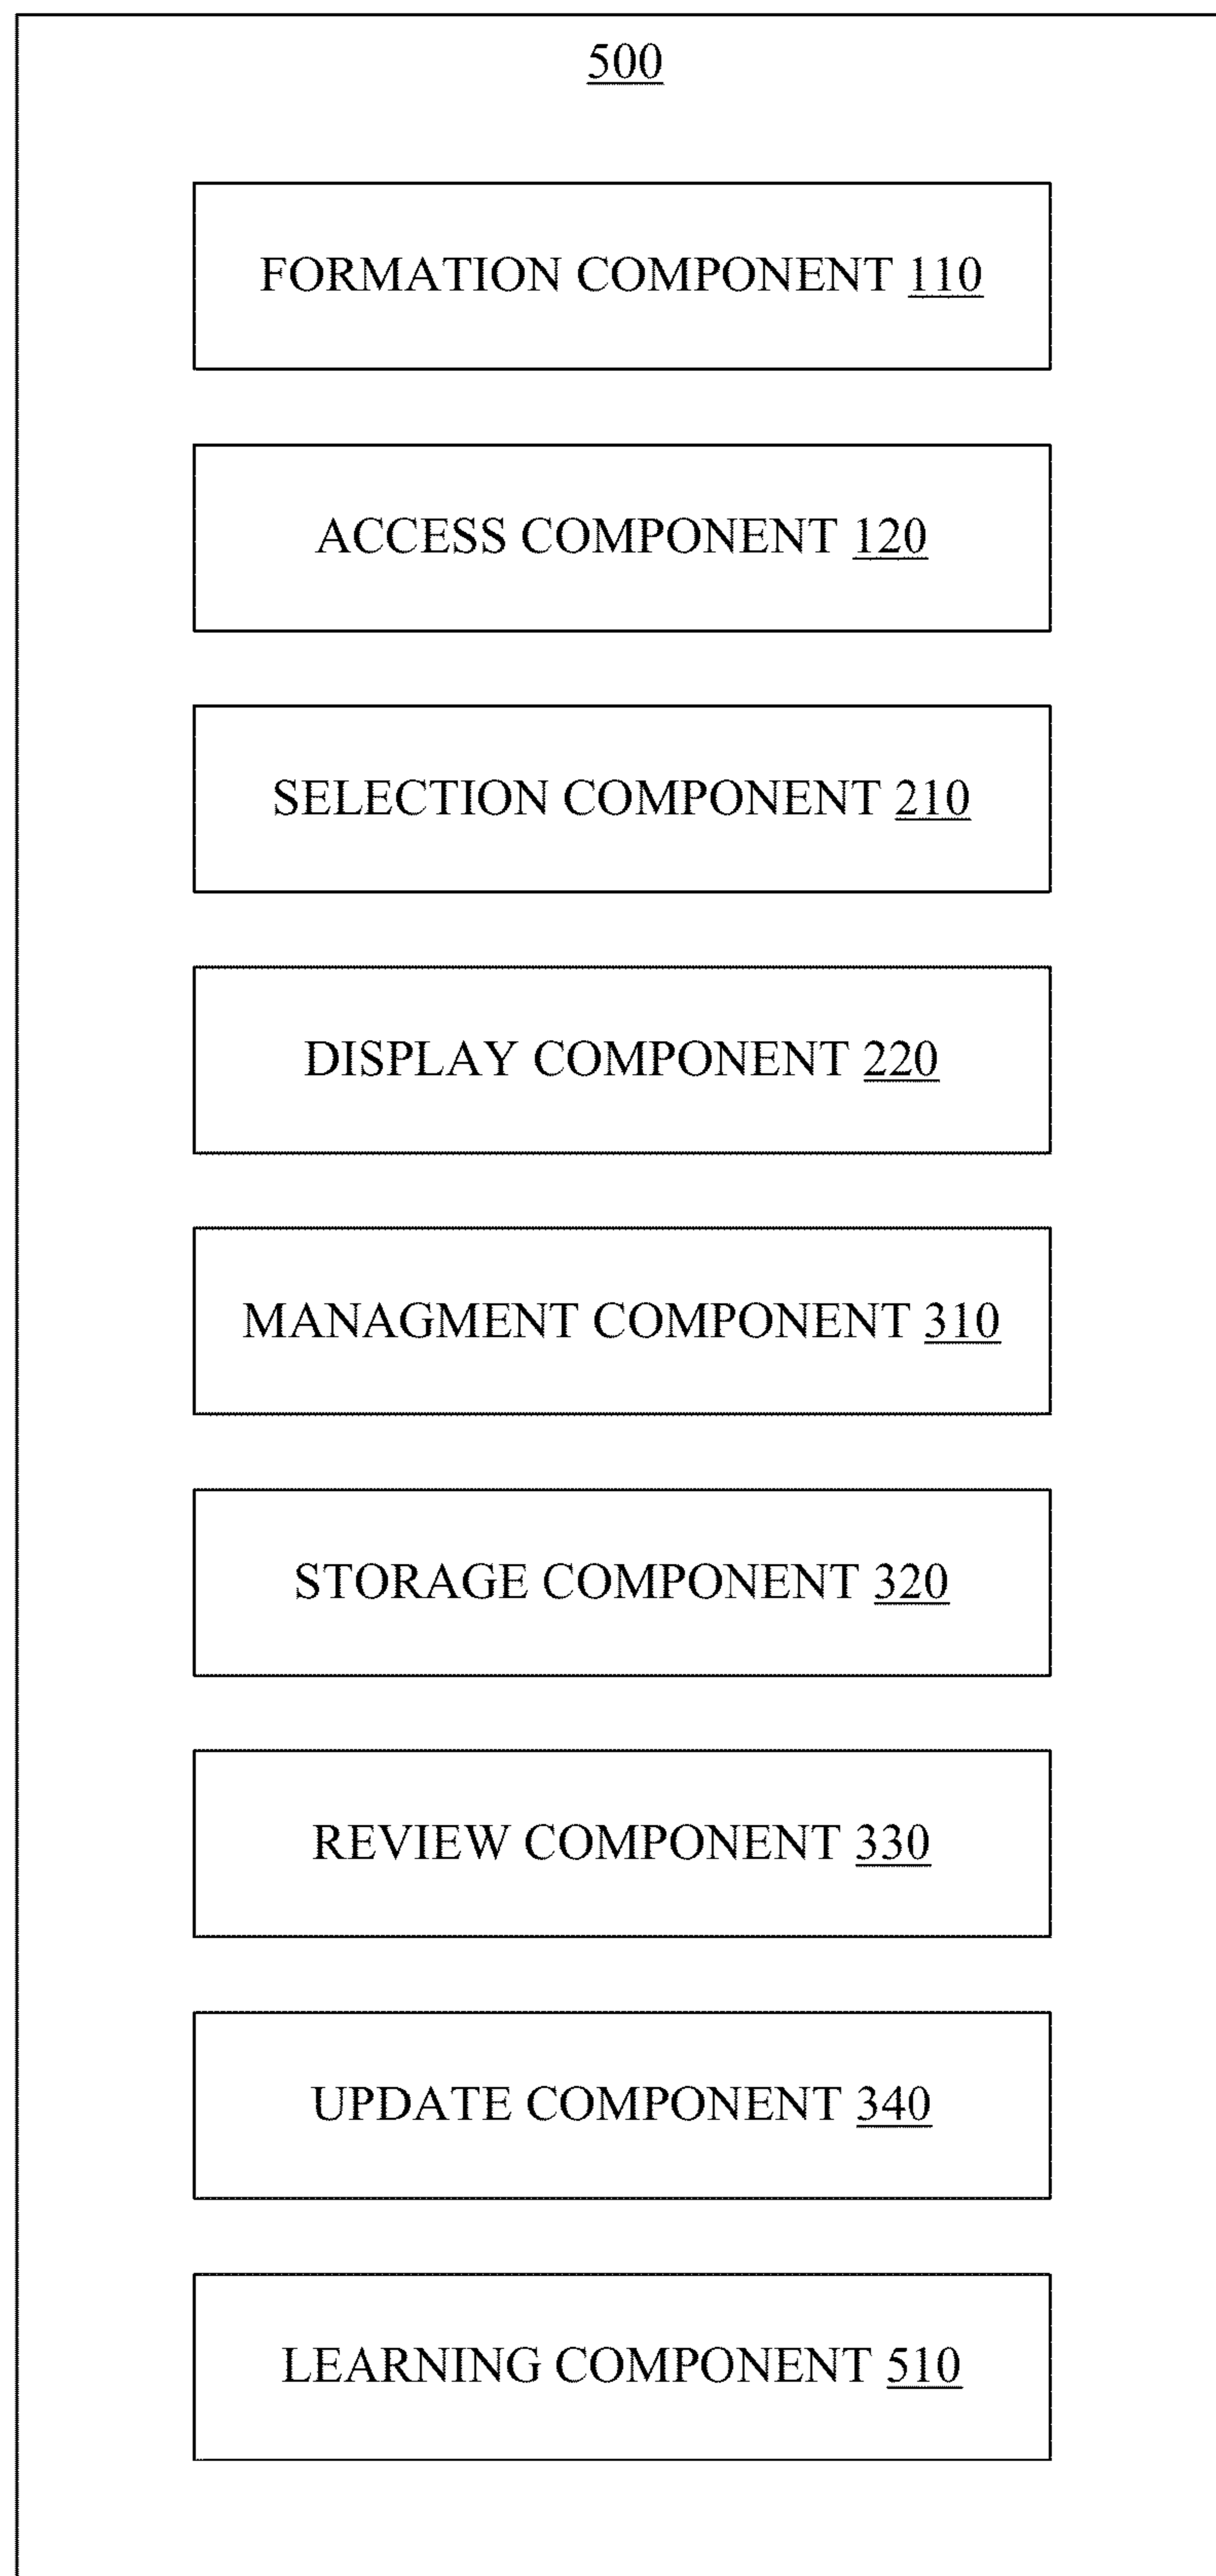 500
FORMATION COMPONENT 110
ACCESS COMPONENT 120
SELECTION COMPONENT 210
DISPLAY COMPONENT 220
MANAGMENT COMPONENT 310
STORAGE COMPONENT 320
REVIEW COMPONENT 330
UPDATE COMPONENT 340
LEARNING COMPONENT 510